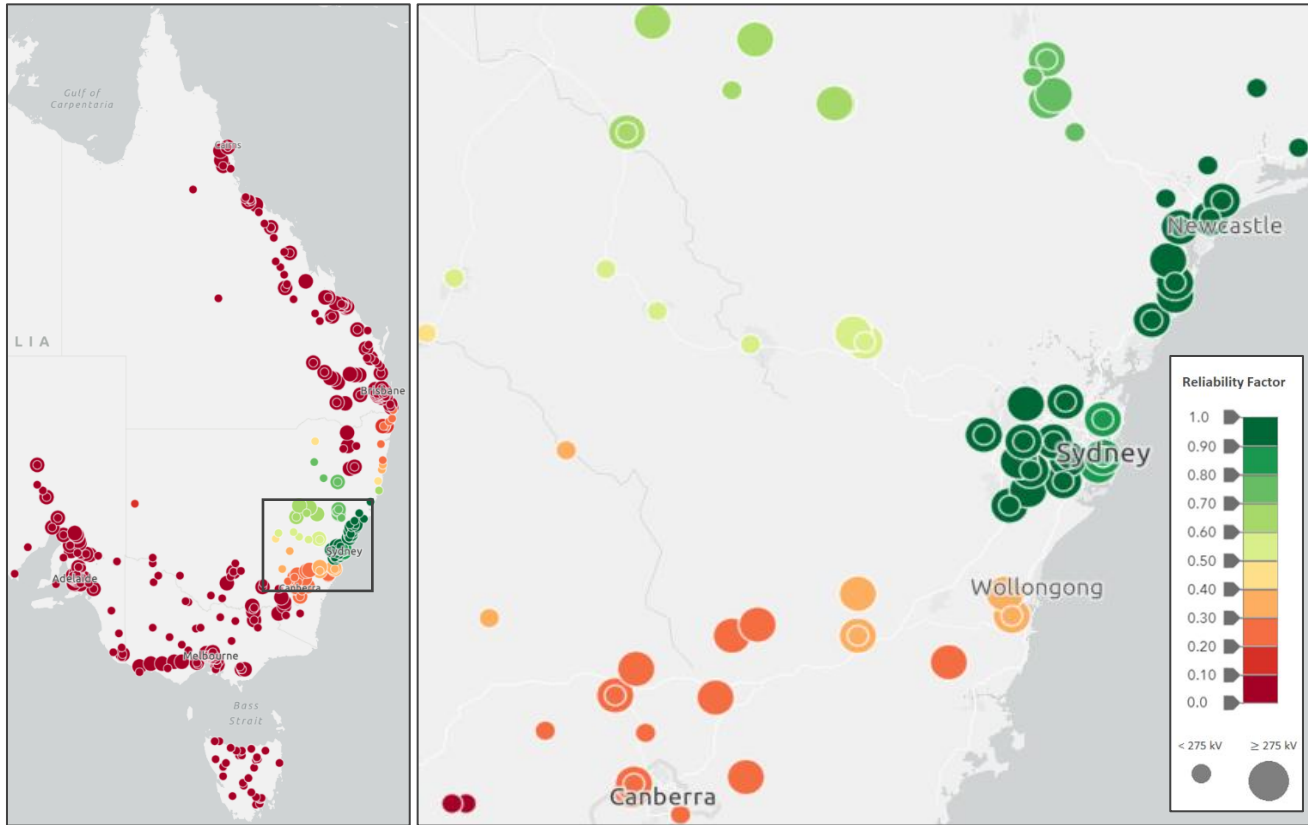 Gulf of
Carpentaria
Cairns
LIA
Brisbane
Sydney
Adelaide
Canberra
Melbourne
Bass
Strait
Newcastle
Sydney
Wollongong
Canberra
Reliability Factor
1.0
0.90
0.80
0.70
0.60
0.50
0.40
0.30
0.20
0.10
0.0
< 275 kV
≥ 275 kV